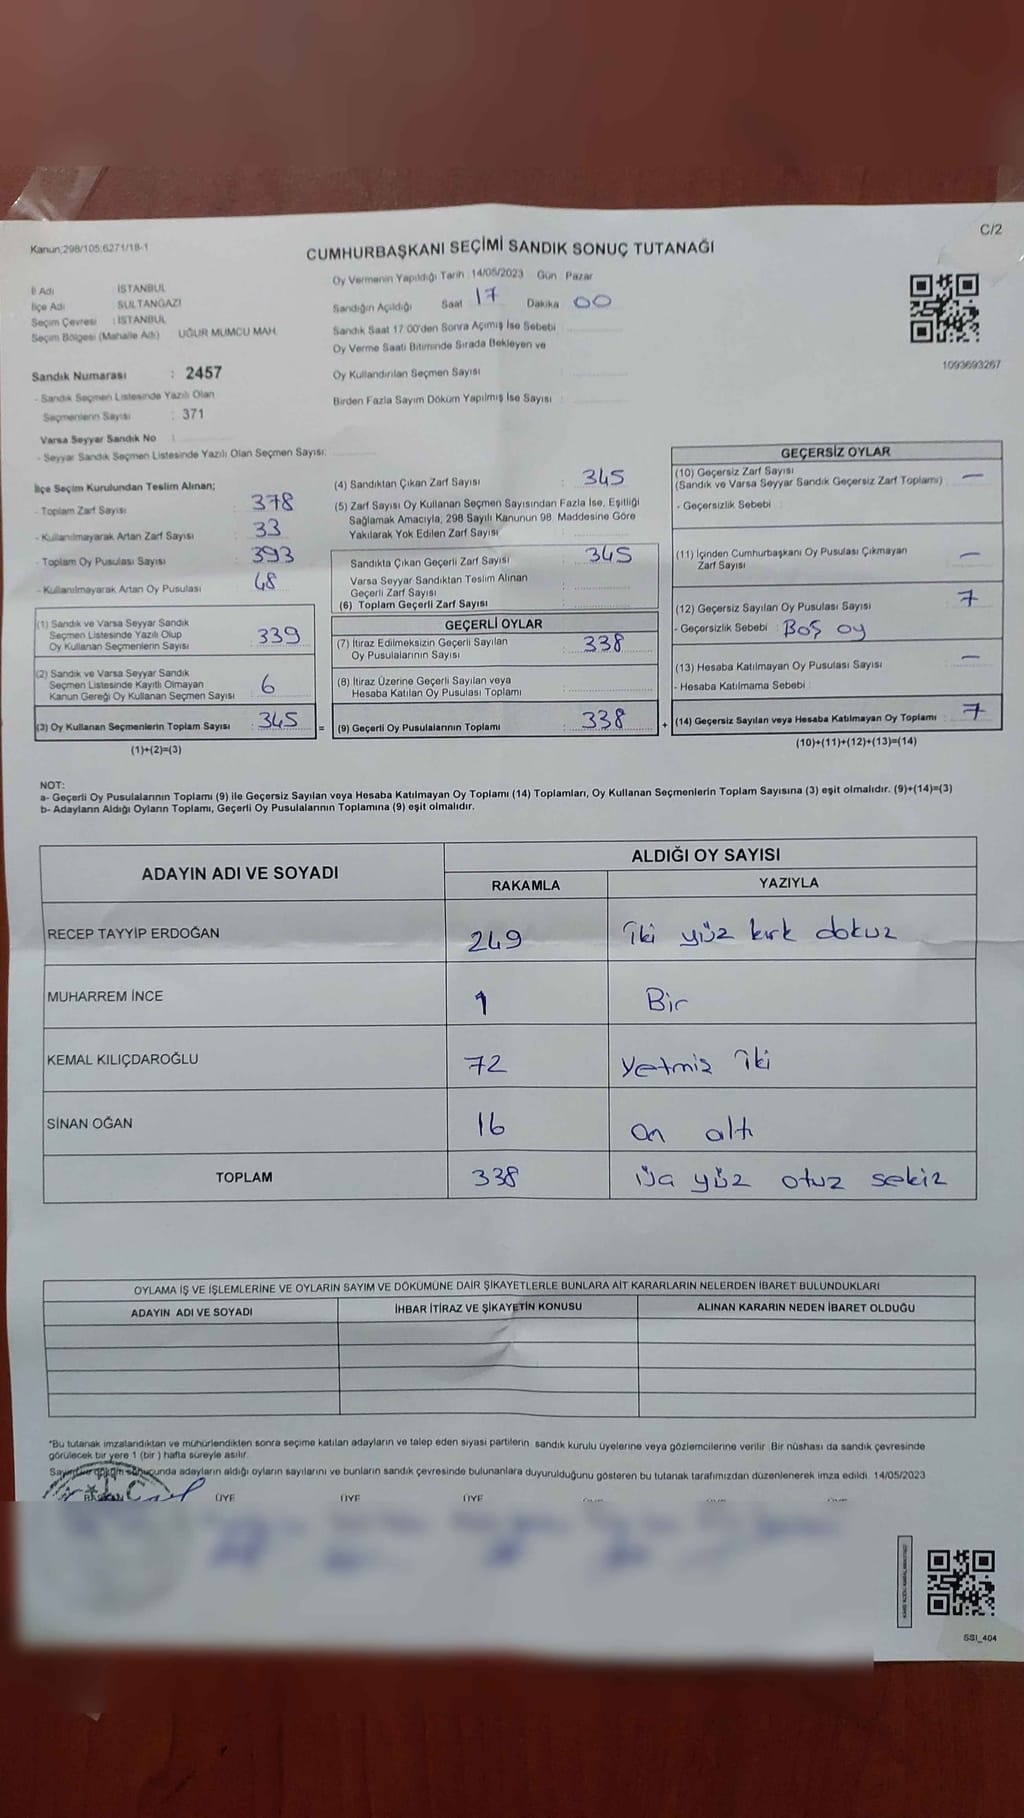 C/2
Kanun:298/105,6271/18-1
CUMHURBAŞKANI SEÇİMİ SANDIK SONUÇ TUTANAĞI
İl Adı : İSTANBUL
İlçe Adı : SULTANGAZİ
Seçim Çevresi : İSTANBUL
Seçim Bölgesi (Mahalle Adı) UĞUR MUMCU MAH.
Sandık Numarası : 2457
- Sandık Seçmen Listesinde Yazılı Olan
Seçmenlerin Sayısı : 371
Varsa Seyyar Sandık No :
- Seyyar Sandık Seçmen Listesinde Yazılı Olan Seçmen Sayısı:
Oy Vermenin Yapıldığı Tarih 14/05/2023 Gün Pazar
Sandığın Açıldığı Saat 17 Dakika 00
Sandık Saat 17:00'den Sonra Açımış İse Sebebi
Oy Verme Saati Bitiminde Sırada Bekleyen ve
Oy Kullandırılan Seçmen Sayısı :
Birden Fazla Sayım Döküm Yapılmış İse Sayısı :
1093693267
İlçe Seçim Kurulundan Teslim Alınan;
- Toplam Zarf Sayısı : 378
- Kullanılmayarak Artan Zarf Sayısı : 33
- Toplam Oy Pusulası Sayısı : 393
- Kullanılmayarak Artan Oy Pusulası : 48
(1) Sandık ve Varsa Seyyar Sandık
Seçmen Listesinde Yazılı Olup
Oy Kullanan Seçmenlerin Sayısı : 339
(2) Sandık ve Varsa Seyyar Sandık
Seçmen Listesinde Kayıtlı Olmayan
Kanun Gereği Oy Kullanan Seçmen Sayısı 6
(3) Oy Kullanan Seçmenlerin Toplam Sayısı : 345 =
(1)+(2)=(3)
(4) Sandıktan Çıkan Zarf Sayısı : 345
(5) Zarf Sayısı Oy Kullanan Seçmen Sayısından Fazla İse, Eşitliği
Sağlamak Amacıyla, 298 Sayılı Kanunun 98. Maddesine Göre
Yakılarak Yok Edilen Zarf Sayısı :
Sandıkta Çıkan Geçerli Zarf Sayısı : 345
Varsa Seyyar Sandıktan Teslim Alınan
Geçerli Zarf Sayısı :
(6) Toplam Geçerli Zarf Sayısı :
GEÇERLİ OYLAR
(7) İtiraz Edilmeksizin Geçerli Sayılan
Oy Pusulalarının Sayısı : 338
(8) İtiraz Üzerine Geçerli Sayılan veya
Hesaba Katılan Oy Pusulası Toplamı :
(9) Geçerli Oy Pusulalarının Toplamı : 338 +
GEÇERSİZ OYLAR
(10) Geçersiz Zarf Sayısı
(Sandık ve Varsa Seyyar Sandık Geçersiz Zarf Toplamı) : —
- Geçersizlik Sebebi :
(11) İçinden Cumhurbaşkanı Oy Pusulası Çıkmayan
Zarf Sayısı : —
(12) Geçersiz Sayılan Oy Pusulası Sayısı : 7
- Geçersizlik Sebebi : Boş oy
(13) Hesaba Katılmayan Oy Pusulası Sayısı : —
- Hesaba Katılmama Sebebi :
(14) Geçersiz Sayılan veya Hesaba Katılmayan Oy Toplamı : 7
(10)+(11)+(12)+(13)=(14)
NOT:
a- Geçerli Oy Pusulalarının Toplamı (9) ile Geçersiz Sayılan veya Hesaba Katılmayan Oy Toplamı (14) Toplamları, Oy Kullanan Seçmenlerin Toplam Sayısına (3) eşit olmalıdır. (9)+(14)=(3)
b- Adayların Aldığı Oyların Toplamı, Geçerli Oy Pusulalarının Toplamına (9) eşit olmalıdır.
ADAYIN ADI VE SOYADI ALDIĞI OY SAYISI
RAKAMLA YAZIYLA
RECEP TAYYİP ERDOĞAN 249 iki yüz kırk dokuz
MUHARREM İNCE 1 Bir
KEMAL KILIÇDAROĞLU 72 Yetmiş iki
SİNAN OĞAN 16 on altı
TOPLAM 338 üç yüz otuz sekiz
OYLAMA İŞ VE İŞLEMLERİNE VE OYLARIN SAYIM VE DÖKÜMÜNE DAİR ŞİKAYETLERLE BUNLARA AİT KARARLARIN NELERDEN İBARET BULUNDUKLARI
ADAYIN ADI VE SOYADI İHBAR İTİRAZ VE ŞİKAYETİN KONUSU ALINAN KARARIN NEDEN İBARET OLDUĞU
*Bu tutanak imzalandıktan ve mühürlendikten sonra seçime katılan adayların ve talep eden siyasi partilerin sandık kurulu üyelerine veya gözlemcilerine verilir. Bir nüshası da sandık çevresinde
görülecek bir yere 1 (bir) hafta süreyle asılır.
Sayım ve döküm sonucunda adayların aldığı oyların sayılarını ve bunların sandık çevresinde bulunanlara duyurulduğunu gösteren bu tutanak tarafımızdan düzenlenerek imza edildi. 14/05/2023
BAŞKAN ÜYE ÜYE ÜYE
SSI_404